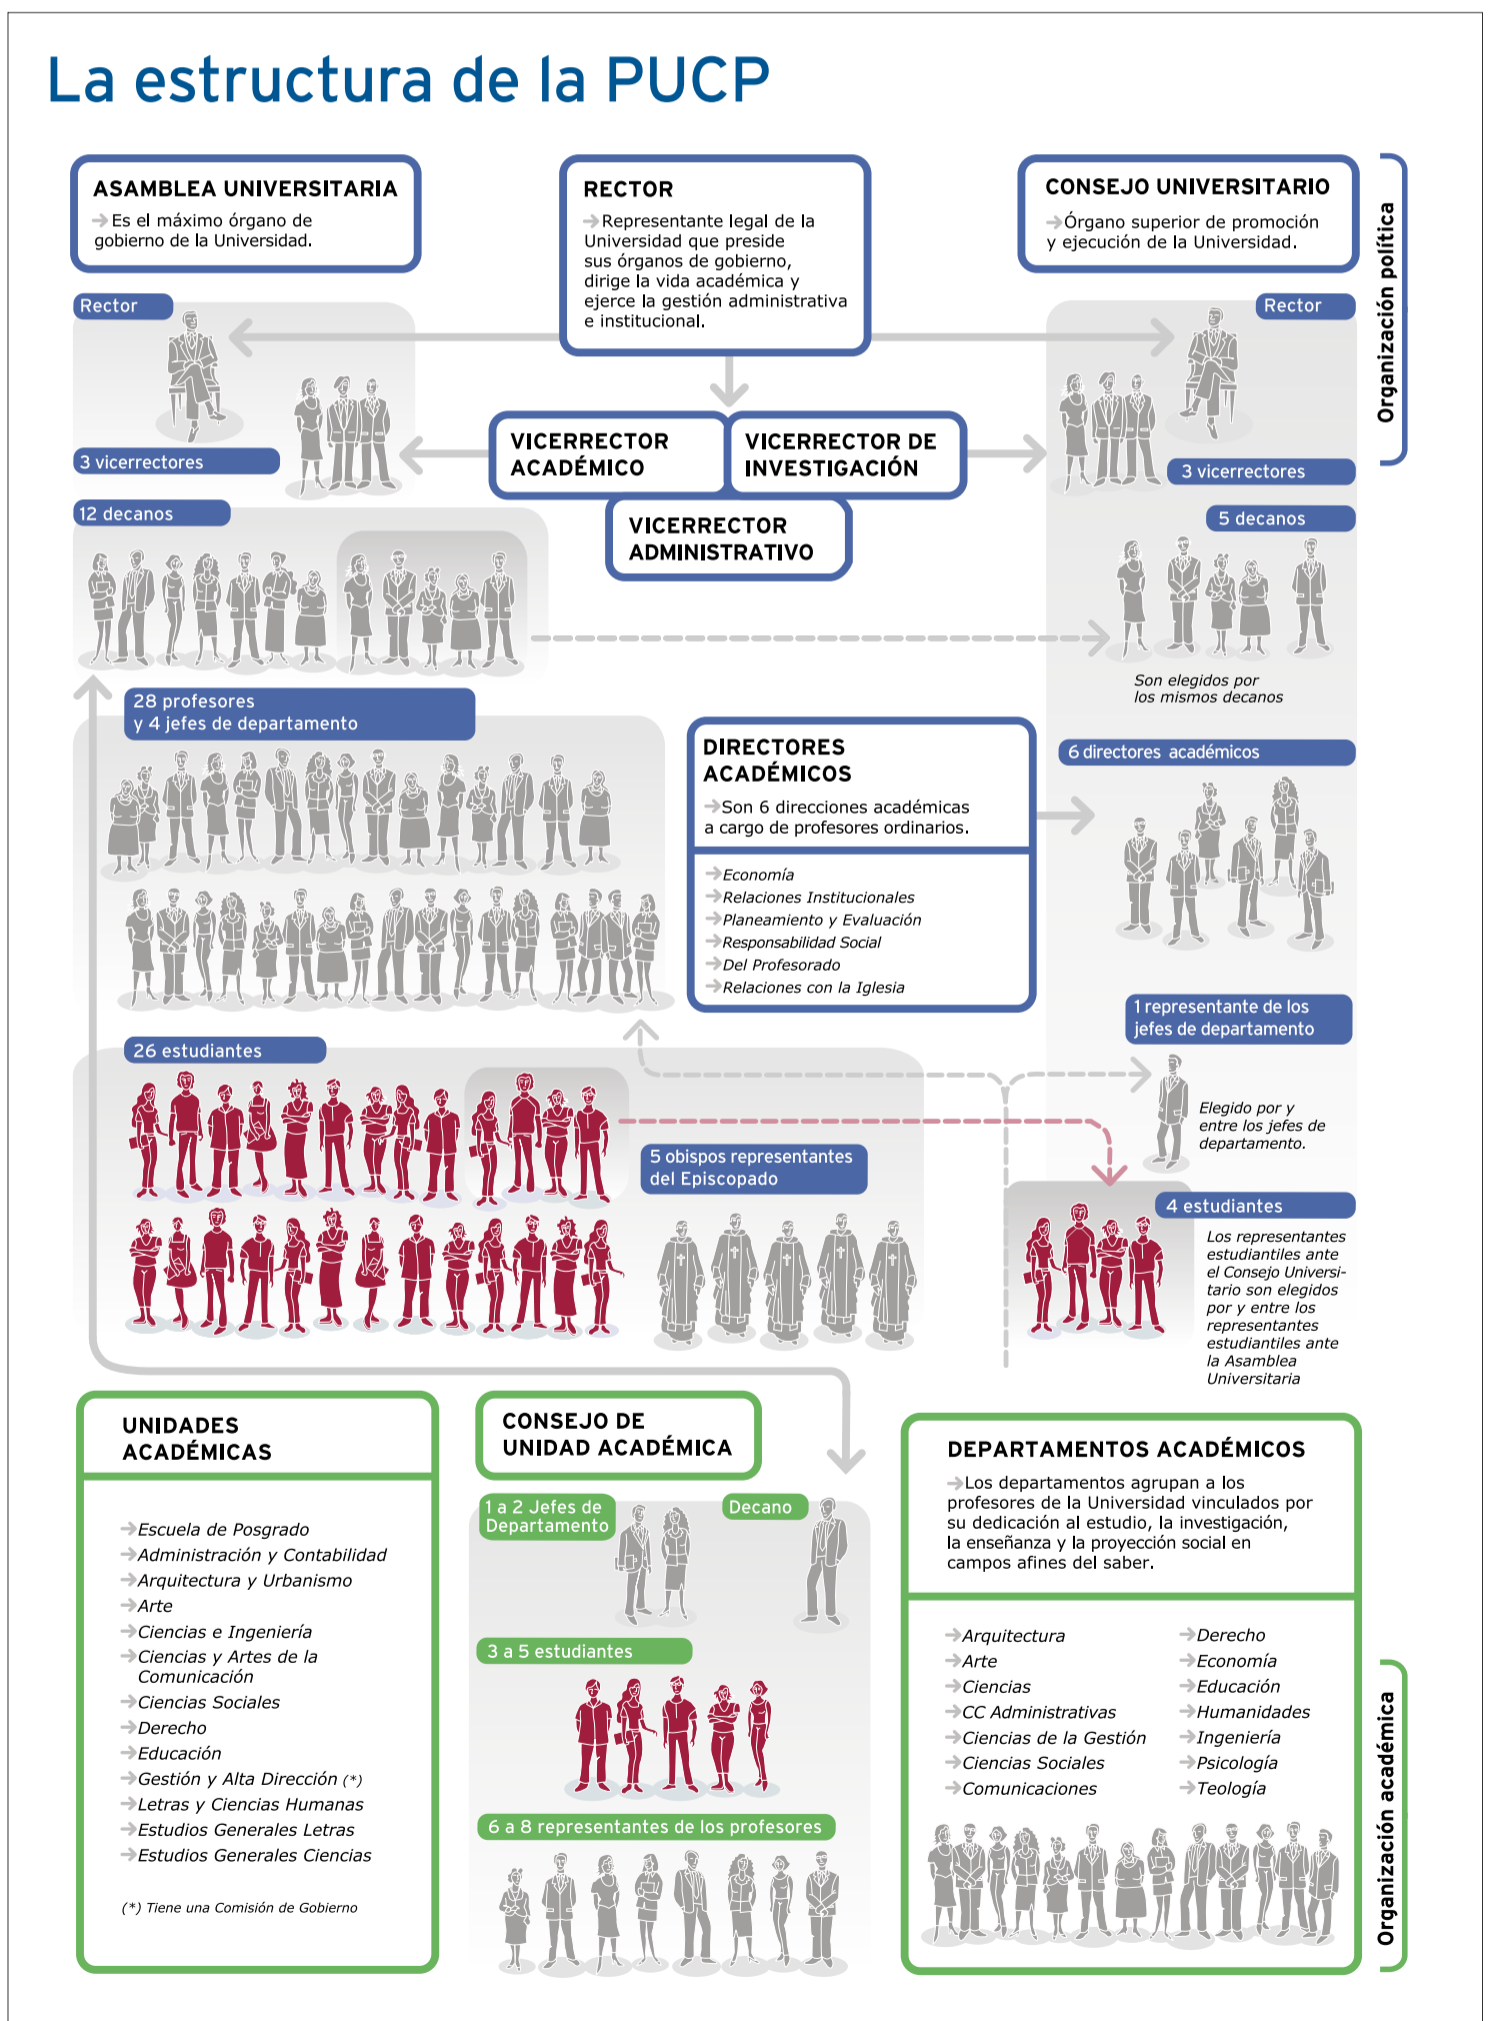 La estructura de la PUCP
ASAMBLEA UNIVERSITARIA
→ Es el máximo órgano de
gobierno de la Universidad.
RECTOR
→ Representante legal de la
Universidad que preside
sus órganos de gobierno,
dirige la vida académica y
ejerce la gestión administrativa
e institucional.
CONSEJO UNIVERSITARIO
→ Órgano superior de promoción
y ejecución de la Universidad.
Organización política
Rector
3 vicerrectores
Rector
3 vicerrectores
VICERRECTOR
ACADÉMICO
VICERRECTOR DE
INVESTIGACIÓN
VICERRECTOR
ADMINISTRATIVO
12 decanos
5 decanos
Son elegidos por
los mismos decanos
28 profesores
y 4 jefes de departamento
DIRECTORES
ACADÉMICOS
→ Son 6 direcciones académicas
a cargo de profesores ordinarios.
→ Economía
→ Relaciones Institucionales
→ Planeamiento y Evaluación
→ Responsabilidad Social
→ Del Profesorado
→ Relaciones con la Iglesia
6 directores académicos
1 representante de los
jefes de departamento
Elegido por y
entre los jefes de
departamento.
26 estudiantes
5 obispos representantes
del Episcopado
4 estudiantes
Los representantes
estudiantiles ante
el Consejo Universi-
tario son elegidos
por y entre los
representantes
estudiantiles ante
la Asamblea
Universitaria
UNIDADES
ACADÉMICAS
→ Escuela de Posgrado
→ Administración y Contabilidad
→ Arquitectura y Urbanismo
→ Arte
→ Ciencias e Ingeniería
→ Ciencias y Artes de la
Comunicación
→ Ciencias Sociales
→ Derecho
→ Educación
→ Gestión y Alta Dirección (*)
→ Letras y Ciencias Humanas
→ Estudios Generales Letras
→ Estudios Generales Ciencias
(*) Tiene una Comisión de Gobierno
CONSEJO DE
UNIDAD ACADÉMICA
1 a 2 Jefes de
Departamento
Decano
3 a 5 estudiantes
6 a 8 representantes de los profesores
DEPARTAMENTOS ACADÉMICOS
→ Los departamentos agrupan a los
profesores de la Universidad vinculados por
su dedicación al estudio, la investigación,
la enseñanza y la proyección social en
campos afines del saber.
→ Arquitectura
→ Arte
→ Ciencias
→ CC Administrativas
→ Ciencias de la Gestión
→ Ciencias Sociales
→ Comunicaciones
→ Derecho
→ Economía
→ Educación
→ Humanidades
→ Ingeniería
→ Psicología
→ Teología
Organización académica